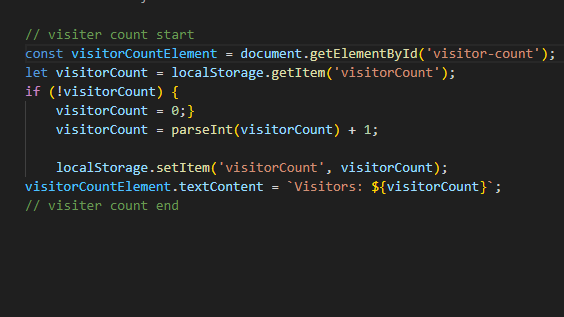 // visiter count start
const visitorCountElement = document.getElementById('visitor-count');
let visitorCount = localStorage.getItem('visitorCount');
if (!visitorCount) {
    visitorCount = 0;}
    visitorCount = parseInt(visitorCount) + 1;

    localStorage.setItem('visitorCount', visitorCount);
visitorCountElement.textContent = `Visitors: ${visitorCount}`;
// visiter count end